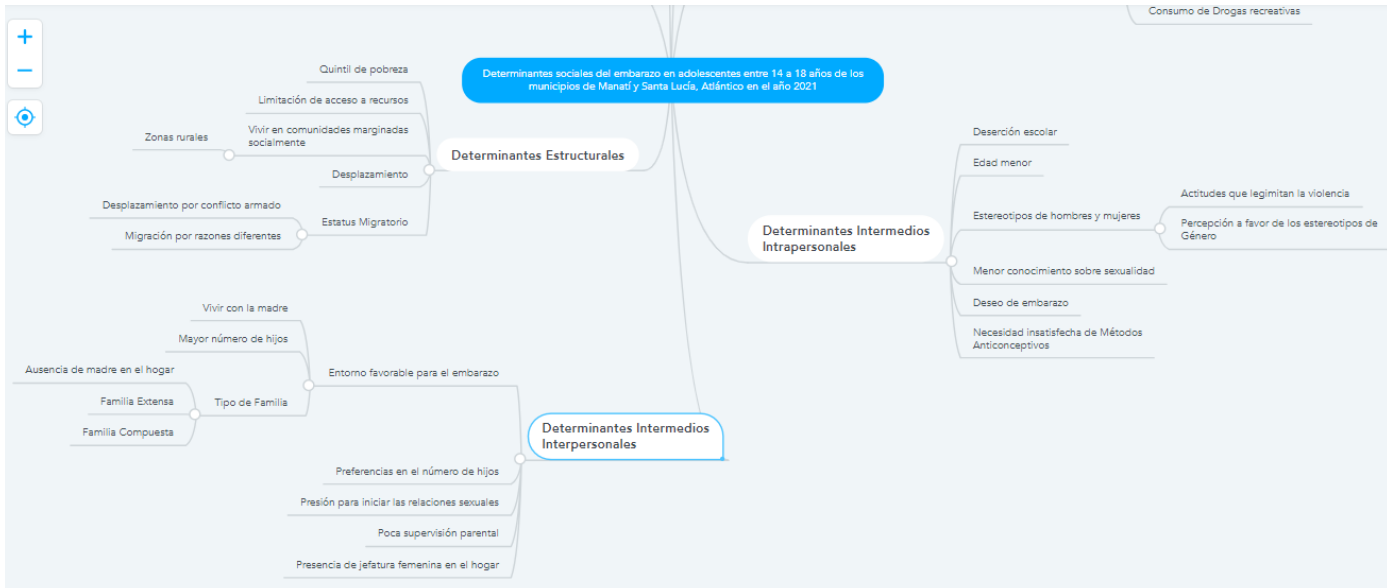 Consumo de Drogas recreativas
Determinantes sociales del embarazo en adolescentes entre 14 a 18 años de los
municipios de Manatí y Santa Lucía, Atlántico en el año 2021
Determinantes Estructurales
Quintil de pobreza
Limitación de acceso a recursos
Vivir en comunidades marginadas
socialmente
Zonas rurales
Desplazamiento
Estatus Migratorio
Desplazamiento por conflicto armado
Migración por razones diferentes
Determinantes Intermedios
Intrapersonales
Deserción escolar
Edad menor
Estereotipos de hombres y mujeres
Actitudes que legimitan la violencia
Percepción a favor de los estereotipos de
Género
Menor conocimiento sobre sexualidad
Deseo de embarazo
Necesidad insatisfecha de Métodos
Anticonceptivos
Determinantes Intermedios
Interpersonales
Entorno favorable para el embarazo
Vivir con la madre
Mayor número de hijos
Tipo de Familia
Ausencia de madre en el hogar
Familia Extensa
Familia Compuesta
Preferencias en el número de hijos
Presión para iniciar las relaciones sexuales
Poca supervisión parental
Presencia de jefatura femenina en el hogar